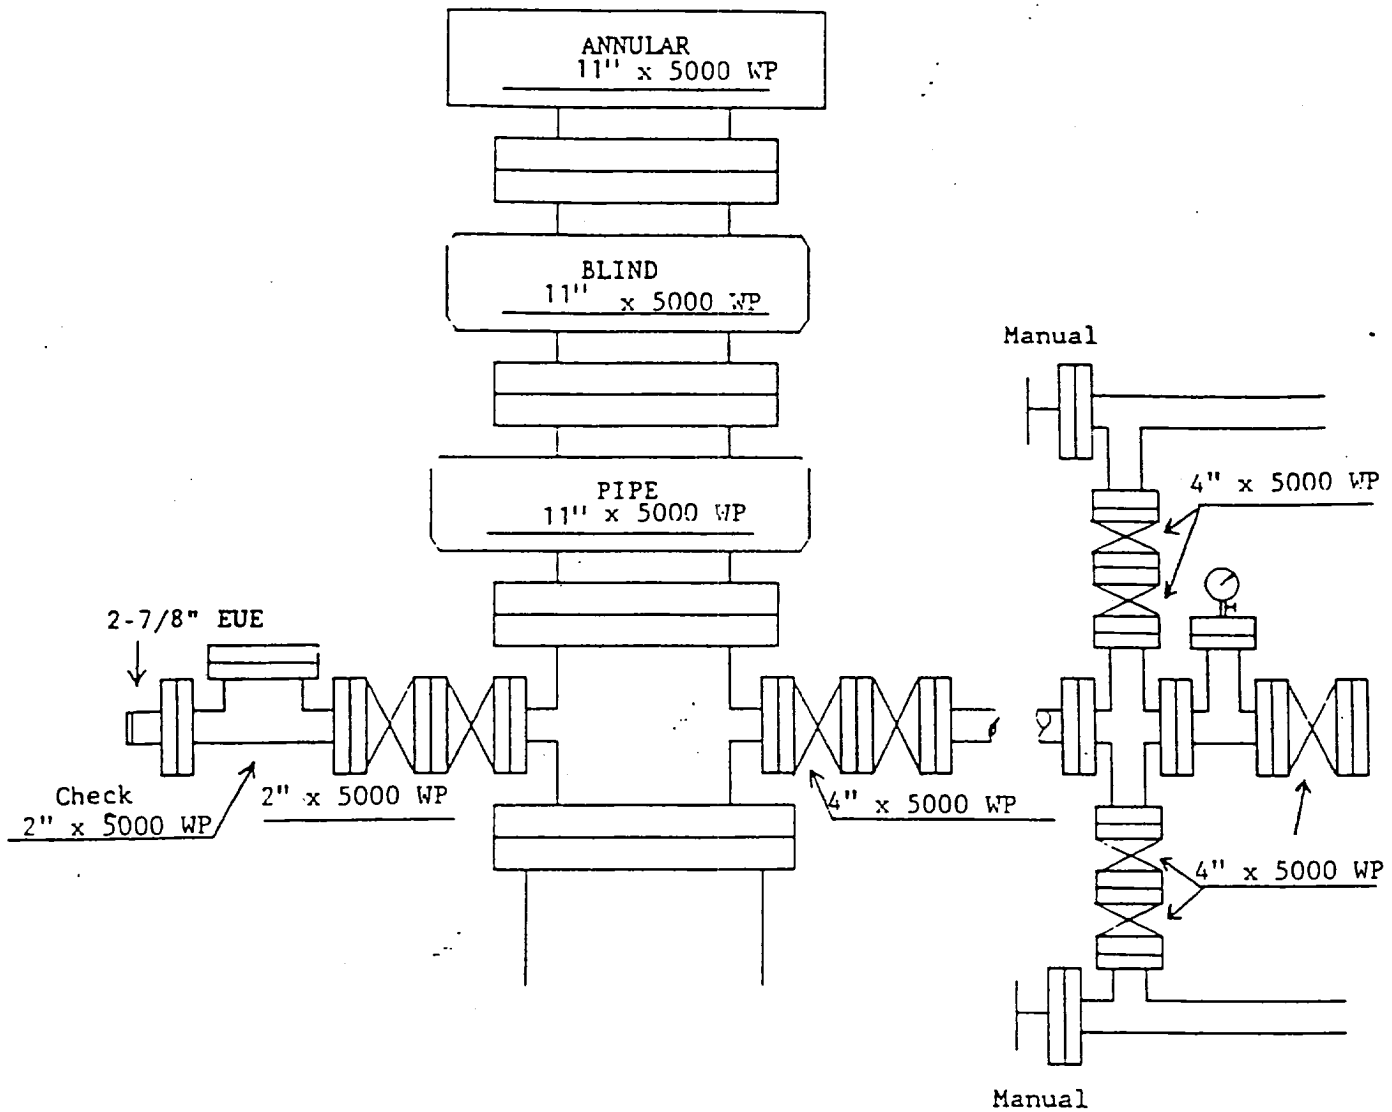 ANNULAR
11" x 5000 WP
BLIND
11" x 5000 WP
Manual
PIPE
11" x 5000 WP
4" x 5000 WP
2-7/8" EUE
Check
2" x 5000 WP
2" x 5000 WP
4" x 5000 WP
4" x 5000 WP
Manual